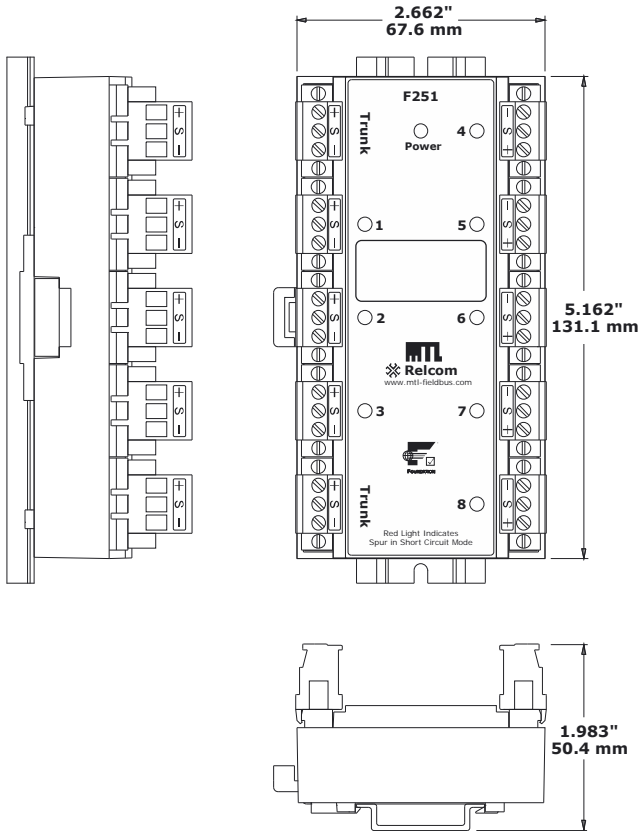 2.662"
67.6 mm
F251
Trunk
Power
4
+ S –
– S +
+ S –
1
5
– S +
+ S –
5.162"
131.1 mm
+ S –
2
6
– S +
+ S –
MTL
Relcom
www.mtl-fieldbus.com
+ S –
3
7
– S +
+ S –
FOUNDATION
Trunk
+ S –
8
– S +
+ S –
Red Light Indicates
Spur in Short Circuit Mode
+ S –
1.983"
50.4 mm